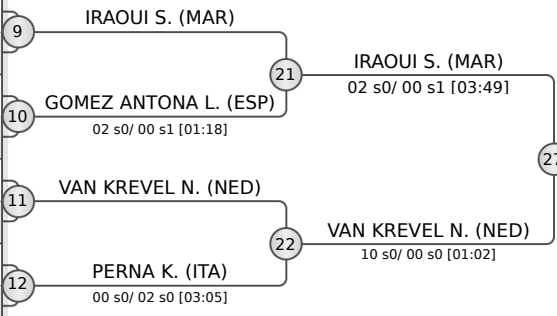 9
IRAOUI S. (MAR)
21
IRAOUI S. (MAR)
02 s0/ 00 s1 [03:49]
10
GOMEZ ANTONA L. (ESP)
02 s0/ 00 s1 [01:18]
27
11
VAN KREVEL N. (NED)
22
VAN KREVEL N. (NED)
10 s0/ 00 s0 [01:02]
12
PERNA K. (ITA)
00 s0/ 02 s0 [03:05]